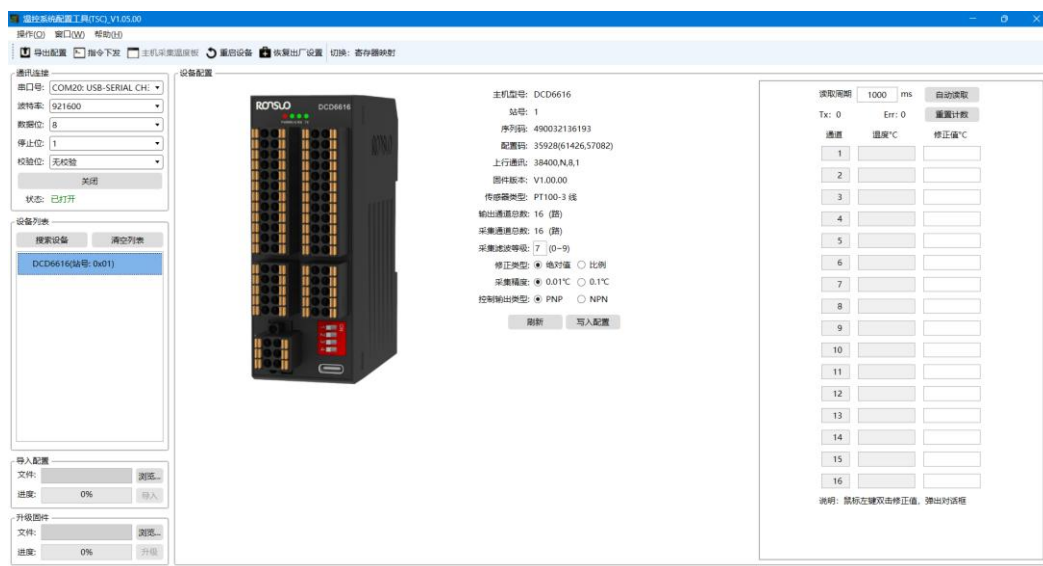 温控系统配置工具(TSC)_V1.05.00
操作(O) 窗口(W) 帮助(H)
导出配置 指令下发 主机采集温度板 重启设备 恢复出厂设置 切换: 寄存器映射
通讯连接
串口号: COM20: USB-SERIAL CH:
波特率: 921600
数据位: 8
停止位: 1
校验位: 无校验
关闭
状态: 已打开
设备列表
搜索设备 清空列表
DCD6616(站号: 0x01)
导入配置
文件: 浏览...
进度: 0% 导入
升级固件
文件: 浏览...
进度: 0% 升级
设备配置
RONSLO DCD6616
主机型号: DCD6616
站号: 1
序列码: 490032136193
配置码: 35928(61426,57082)
上行通讯: 38400,N,8,1
固件版本: V1.00.00
传感器类型: PT100-3 线
输出通道总数: 16 (路)
采集通道总数: 16 (路)
采集滤波等级: 7 (0~9)
修正类型: 绝对值 比例
采集精度: 0.01℃ 0.1℃
控制输出类型: PNP NPN
刷新 写入配置
读取周期 1000 ms 自动读取
Tx: 0 Err: 0 重置计数
通道 温度°C 修正值°C
1
2
3
4
5
6
7
8
9
10
11
12
13
14
15
16
说明: 鼠标左键双击修正值, 弹出对话框